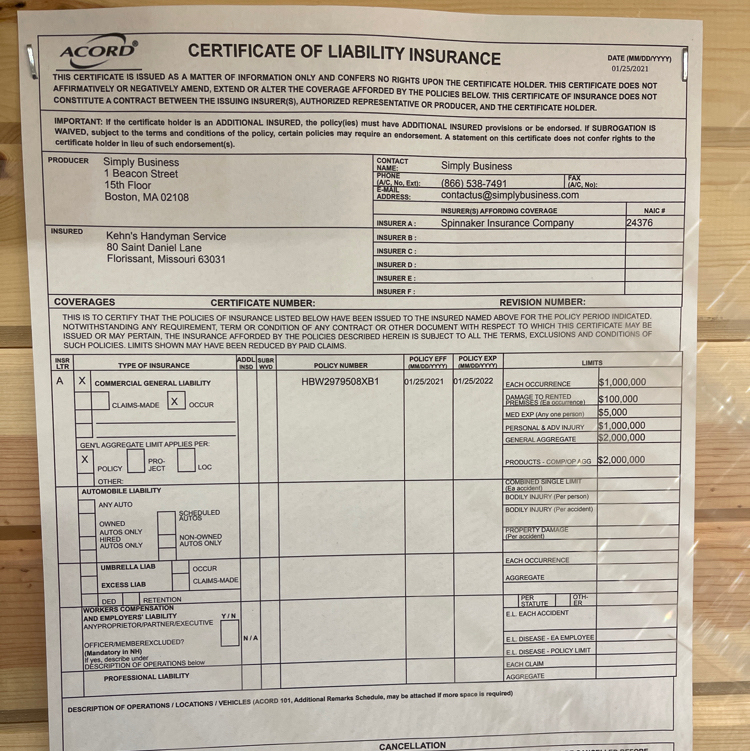 ACORD®
CERTIFICATE OF LIABILITY INSURANCE
DATE (MM/DD/YYYY)
01/25/2021
THIS CERTIFICATE IS ISSUED AS A MATTER OF INFORMATION ONLY AND CONFERS NO RIGHTS UPON THE CERTIFICATE HOLDER. THIS CERTIFICATE DOES NOT
AFFIRMATIVELY OR NEGATIVELY AMEND, EXTEND OR ALTER THE COVERAGE AFFORDED BY THE POLICIES BELOW. THIS CERTIFICATE OF INSURANCE DOES NOT
CONSTITUTE A CONTRACT BETWEEN THE ISSUING INSURER(S), AUTHORIZED REPRESENTATIVE OR PRODUCER, AND THE CERTIFICATE HOLDER.
IMPORTANT: If the certificate holder is an ADDITIONAL INSURED, the policy(ies) must have ADDITIONAL INSURED provisions or be endorsed. If SUBROGATION IS
WAIVED, subject to the terms and conditions of the policy, certain policies may require an endorsement. A statement on this certificate does not confer rights to the
certificate holder in lieu of such endorsement(s).
PRODUCER
Simply Business
1 Beacon Street
15th Floor
Boston, MA 02108
CONTACT NAME: Simply Business
PHONE (A/C, No, Ext): (866) 538-7491 FAX (A/C, No):
E-MAIL ADDRESS: contactus@simplybusiness.com
INSURER(S) AFFORDING COVERAGE NAIC #
INSURER A : Spinnaker Insurance Company 24376
INSURED
Kehn's Handyman Service
80 Saint Daniel Lane
Florissant, Missouri 63031
INSURER B :
INSURER C :
INSURER D :
INSURER E :
INSURER F :
COVERAGES CERTIFICATE NUMBER: REVISION NUMBER:
THIS IS TO CERTIFY THAT THE POLICIES OF INSURANCE LISTED BELOW HAVE BEEN ISSUED TO THE INSURED NAMED ABOVE FOR THE POLICY PERIOD INDICATED.
NOTWITHSTANDING ANY REQUIREMENT, TERM OR CONDITION OF ANY CONTRACT OR OTHER DOCUMENT WITH RESPECT TO WHICH THIS CERTIFICATE MAY BE
ISSUED OR MAY PERTAIN, THE INSURANCE AFFORDED BY THE POLICIES DESCRIBED HEREIN IS SUBJECT TO ALL THE TERMS, EXCLUSIONS AND CONDITIONS OF
SUCH POLICIES. LIMITS SHOWN MAY HAVE BEEN REDUCED BY PAID CLAIMS.
INSR LTR TYPE OF INSURANCE ADDL INSD SUBR WVD POLICY NUMBER POLICY EFF (MM/DD/YYYY) POLICY EXP (MM/DD/YYYY) LIMITS
A X COMMERCIAL GENERAL LIABILITY HBW2979508XB1 01/25/2021 01/25/2022 EACH OCCURRENCE $1,000,000
CLAIMS-MADE X OCCUR DAMAGE TO RENTED PREMISES (Ea occurrence) $100,000
MED EXP (Any one person) $5,000
PERSONAL & ADV INJURY $1,000,000
GEN'L AGGREGATE LIMIT APPLIES PER: GENERAL AGGREGATE $2,000,000
X POLICY PRO-JECT LOC PRODUCTS - COMP/OP AGG $2,000,000
OTHER:
AUTOMOBILE LIABILITY COMBINED SINGLE LIMIT (Ea accident)
ANY AUTO BODILY INJURY (Per person)
OWNED AUTOS ONLY SCHEDULED AUTOS BODILY INJURY (Per accident)
HIRED AUTOS ONLY NON-OWNED AUTOS ONLY PROPERTY DAMAGE (Per accident)
UMBRELLA LIAB OCCUR EACH OCCURRENCE
EXCESS LIAB CLAIMS-MADE AGGREGATE
DED RETENTION
WORKERS COMPENSATION
AND EMPLOYERS' LIABILITY Y / N PER STATUTE OTH-ER
ANYPROPRIETOR/PARTNER/EXECUTIVE E.L. EACH ACCIDENT
OFFICER/MEMBEREXCLUDED? N / A
(Mandatory in NH) E.L. DISEASE - EA EMPLOYEE
If yes, describe under
DESCRIPTION OF OPERATIONS below E.L. DISEASE - POLICY LIMIT
PROFESSIONAL LIABILITY EACH CLAIM
AGGREGATE
DESCRIPTION OF OPERATIONS / LOCATIONS / VEHICLES (ACORD 101, Additional Remarks Schedule, may be attached if more space is required)
CANCELLATION